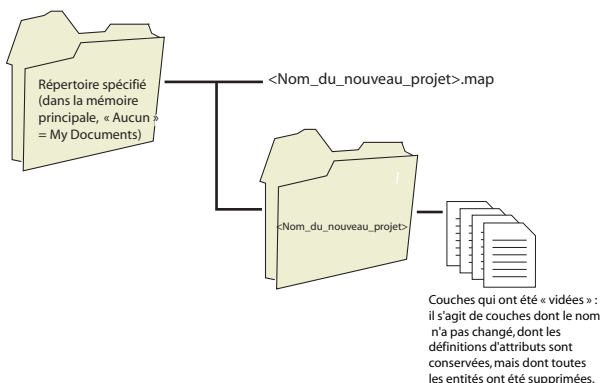 Répertoire spécifié
(dans la mémoire
principale, « Aucun »
= My Documents)
<Nom_du_nouveau_projet>.map
<Nom_du_nouveau_projet>
Couches qui ont été « vidées » :
il s'agit de couches dont le nom
n'a pas changé, dont les
définitions d'attributs sont
conservées, mais dont toutes
les entités ont été supprimées.